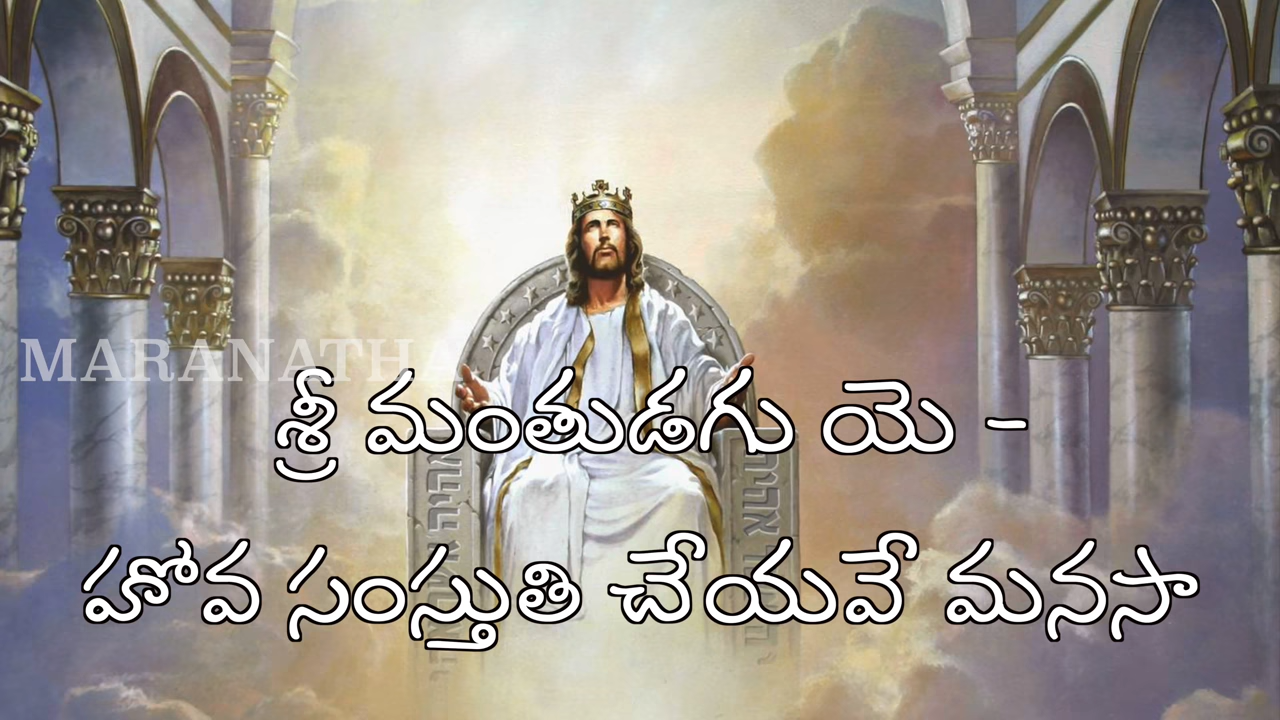 MARANATHA
శ్రీ మంతుడగు యె -
హోవ సంస్తుతి చేయవే మనసా